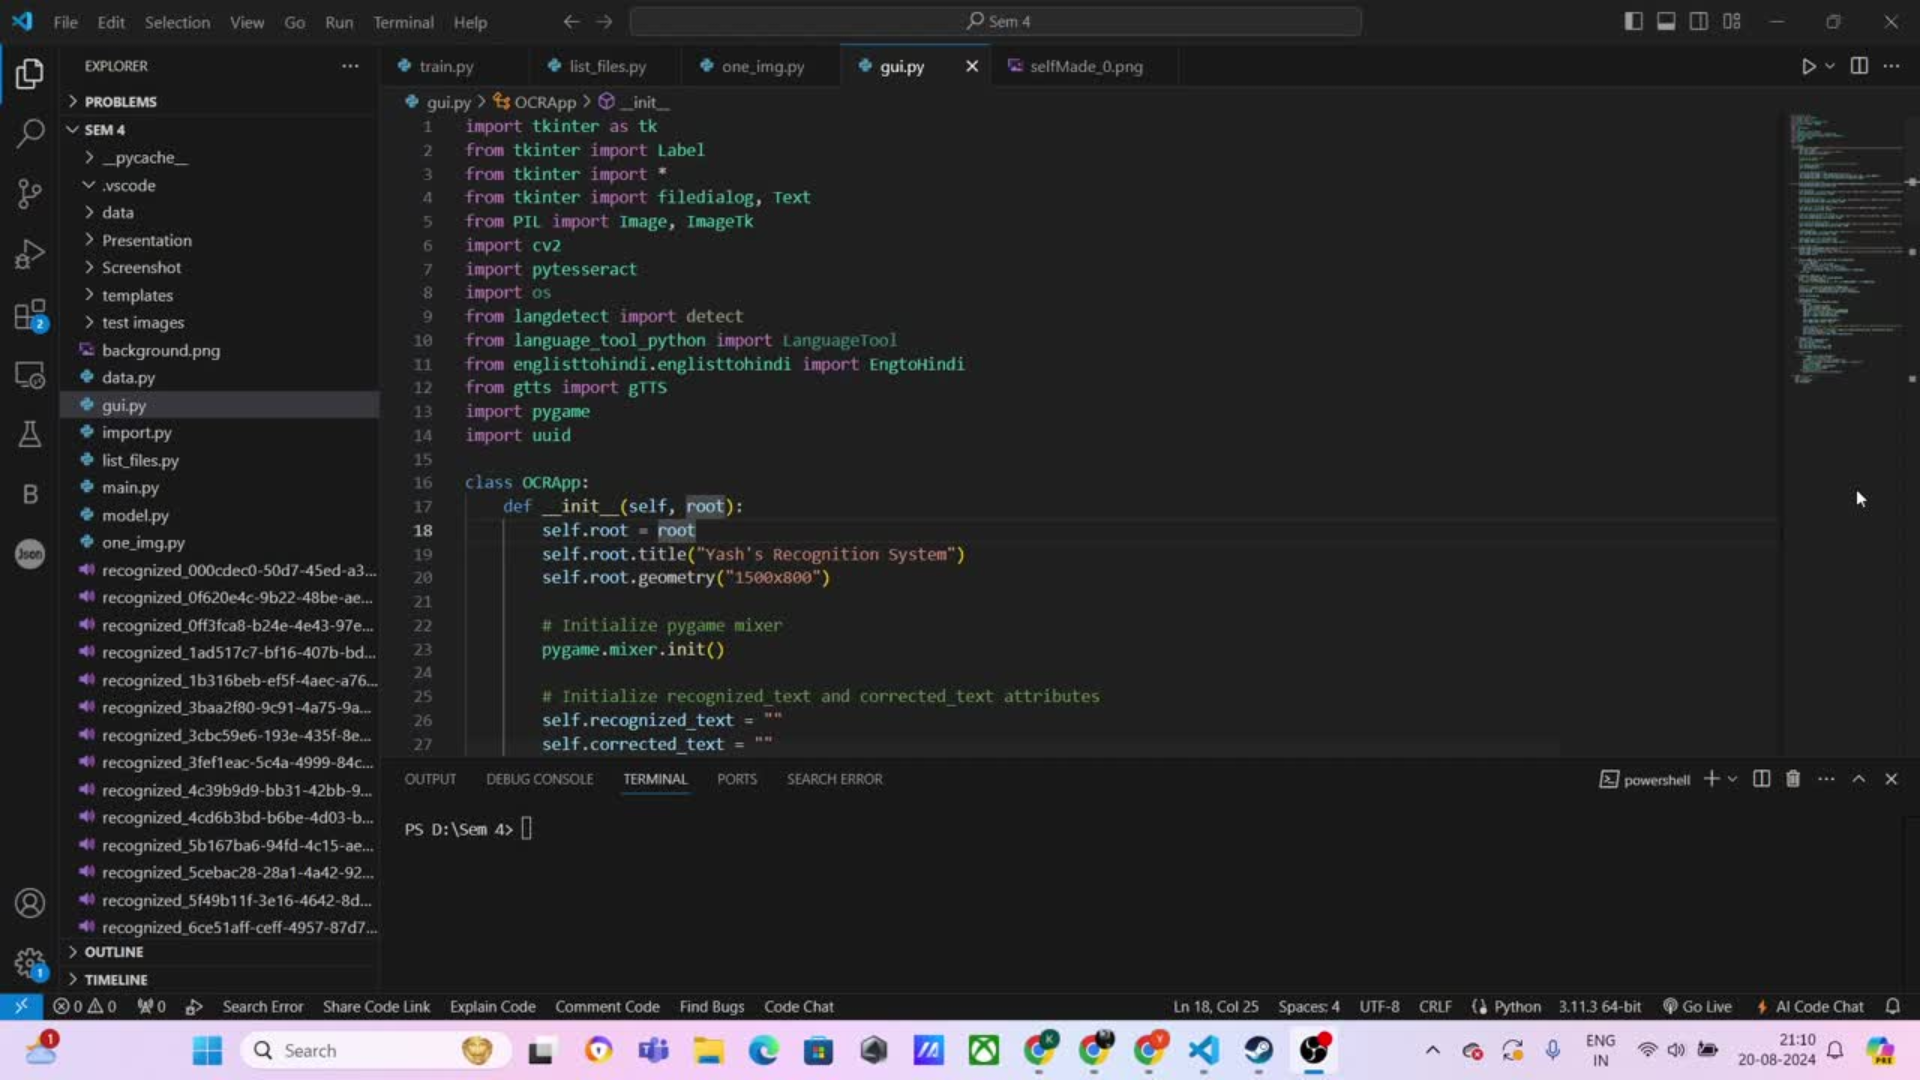 File Edit Selection View Go Run Terminal Help
Sem 4
EXPLORER
PROBLEMS
SEM 4
__pycache__
.vscode
data
Presentation
Screenshot
templates
test images
background.png
data.py
gui.py
import.py
list_files.py
main.py
model.py
one_img.py
recognized_000cdec0-50d7-45ed-a3...
recognized_0f620e4c-9b22-48be-ae...
recognized_0ff3fca8-b24e-4e43-97e...
recognized_1ad517c7-bf16-407b-bd...
recognized_1b316beb-ef5f-4aec-a76...
recognized_3baa2f80-9c91-4a75-9a...
recognized_3cbc59e6-193e-435f-8e...
recognized_3fef1eac-5c4a-4999-84c...
recognized_4c39b9d9-bb31-42bb-9...
recognized_4cd6b3bd-b6be-4d03-b...
recognized_5b167ba6-94fd-4c15-ae...
recognized_5cebac28-28a1-4a42-92...
recognized_5f49b11f-3e16-4642-8d...
recognized_6ce51aff-ceff-4957-87d7...
OUTLINE
TIMELINE
2
B
Json
1
train.py list_files.py one_img.py gui.py selfMade_0.png
gui.py > OCRApp > __init__
1 import tkinter as tk
2 from tkinter import Label
3 from tkinter import *
4 from tkinter import filedialog, Text
5 from PIL import Image, ImageTk
6 import cv2
7 import pytesseract
8 import os
9 from langdetect import detect
10 from language_tool_python import LanguageTool
11 from englisttohindi.englisttohindi import EngtoHindi
12 from gtts import gTTS
13 import pygame
14 import uuid
15
16 class OCRApp:
17 def __init__(self, root):
18 self.root = root
19 self.root.title("Yash's Recognition System")
20 self.root.geometry("1500x800")
21
22 # Initialize pygame mixer
23 pygame.mixer.init()
24
25 # Initialize recognized_text and corrected_text attributes
26 self.recognized_text = ""
27 self.corrected_text = ""
OUTPUT DEBUG CONSOLE TERMINAL PORTS SEARCH ERROR
powershell
PS D:\Sem 4>
0 0 0 Search Error Share Code Link Explain Code Comment Code Find Bugs Code Chat
Ln 18, Col 25 Spaces: 4 UTF-8 CRLF Python 3.11.3 64-bit Go Live AI Code Chat
1
Search
ENG
IN
21:10
20-08-2024
PRE